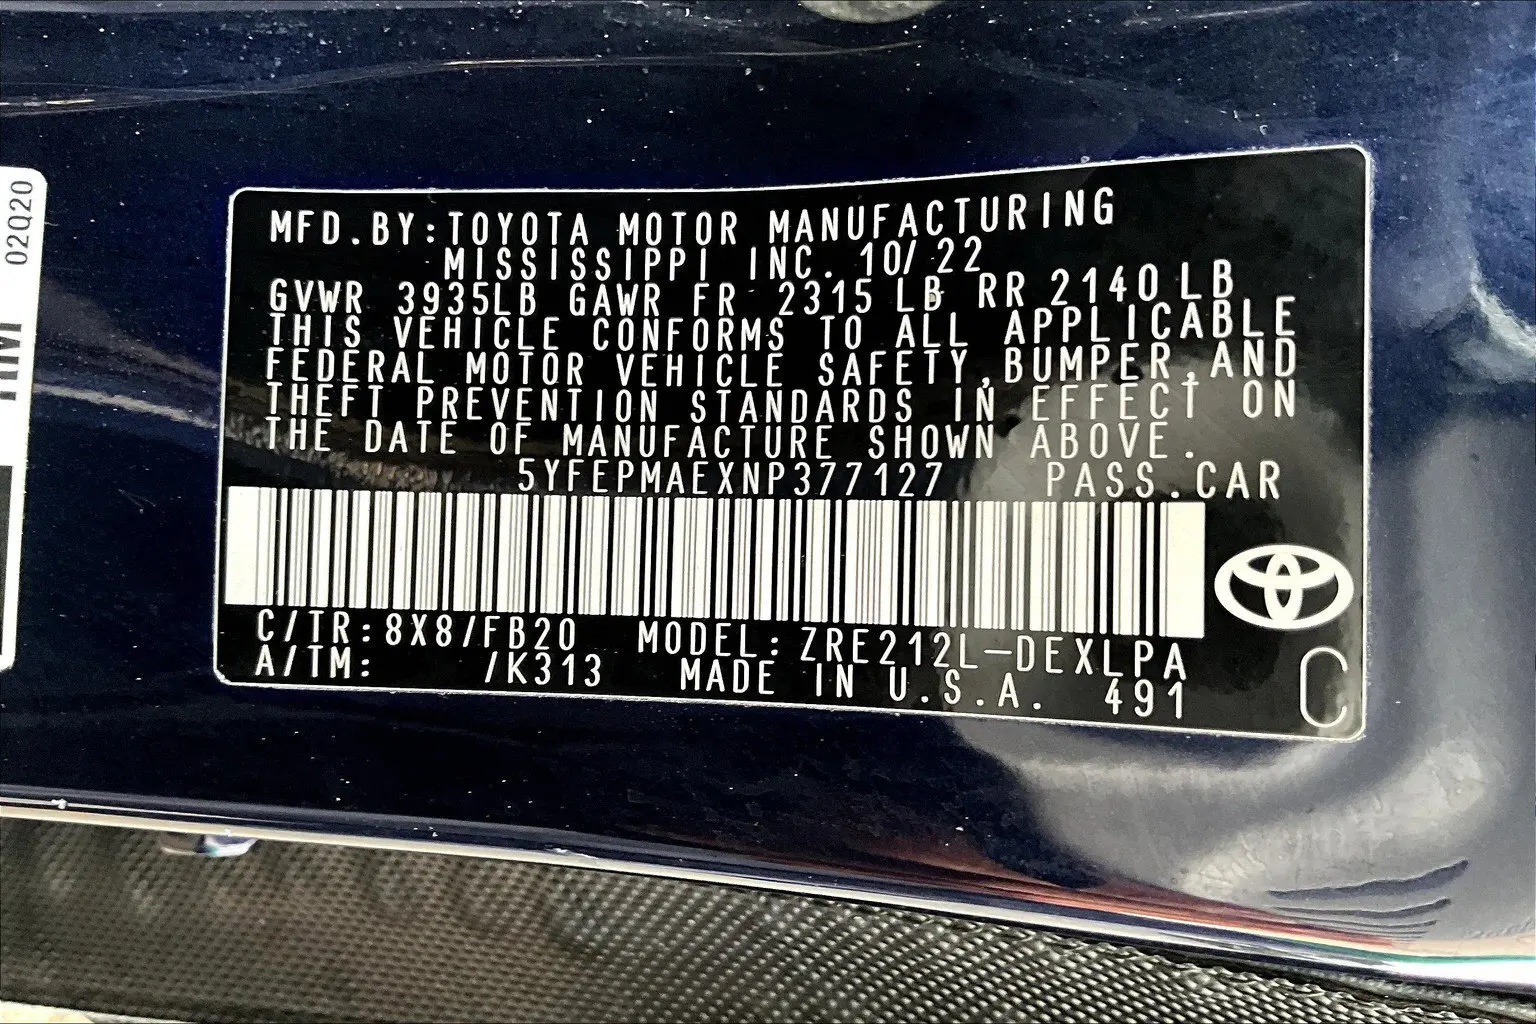 02Q20
MFD.BY:TOYOTA MOTOR MANUFACTURING
MISSISSIPPI INC. 10/22
GVWR 3935LB GAWR FR 2315 LB RR 2140 LB
THIS VEHICLE CONFORMS TO ALL APPLICABLE
FEDERAL MOTOR VEHICLE SAFETY,BUMPER,AND
THEFT PREVENTION STANDARDS IN EFFECT ON
THE DATE OF MANUFACTURE SHOWN ABOVE.
5YFEPMAEXNP377127 PASS.CAR
C/TR:8X8/FB20 MODEL:ZRE212L-DEXLPA
A/TM: /K313 MADE IN U.S.A. 491
C